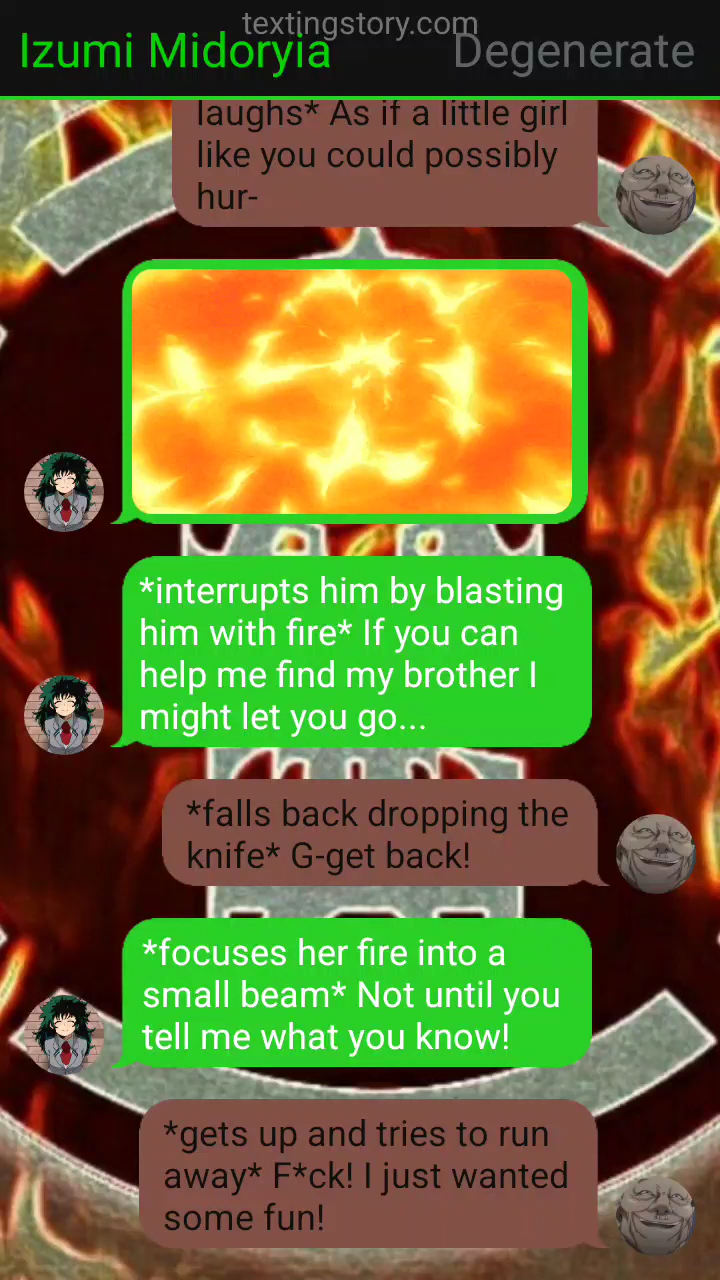 textingstory.com
Izumi Midoryia
Degenerate
laughs* As if a little girl
like you could possibly
hur-
*interrupts him by blasting
him with fire* If you can
help me find my brother I
might let you go...
*falls back dropping the
knife* G-get back!
*focuses her fire into a
small beam* Not until you
tell me what you know!
*gets up and tries to run
away* F*ck! I just wanted
some fun!